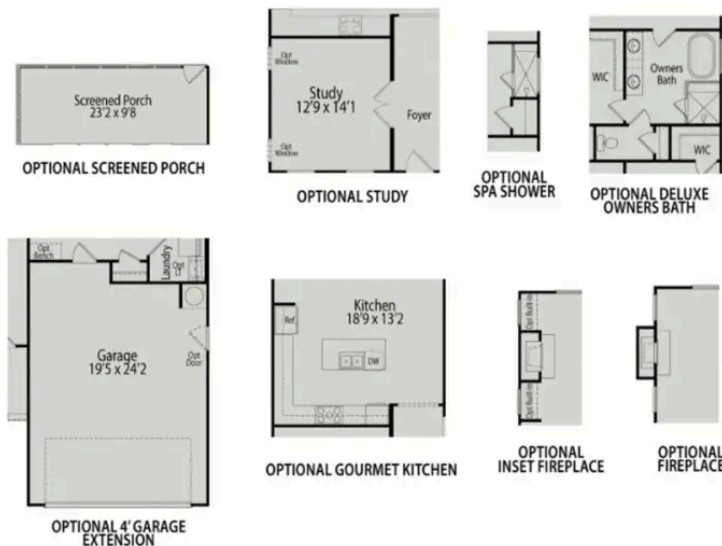 Screened Porch
23'2 x 9'8
OPTIONAL SCREENED PORCH
Opt
Window
Study
12'9 x 14'1
Foyer
Opt
Window
OPTIONAL STUDY
OPTIONAL
SPA SHOWER
WIC
Owners
Bath
WIC
OPTIONAL DELUXE
OWNERS BATH
Opt
Bench
Laundry
Opt
Garage
19'5 x 24'2
Opt
Door
OPTIONAL 4' GARAGE
EXTENSION
Kitchen
18'9 x 13'2
Ref
DW
OPTIONAL GOURMET KITCHEN
Opt Built-In
Opt Built-In
OPTIONAL
INSET FIREPLACE
OPTIONAL
FIREPLACE